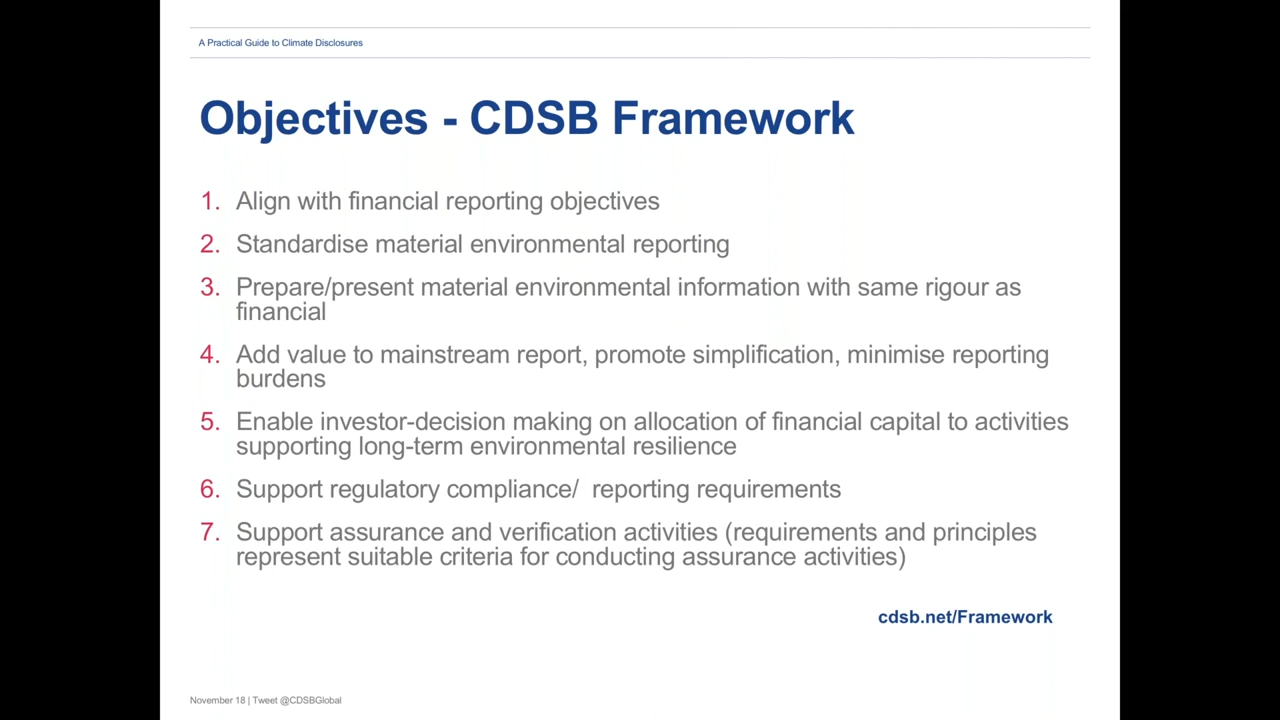 A Practical Guide to Climate Disclosures
Objectives - CDSB Framework
1. Align with financial reporting objectives
2. Standardise material environmental reporting
3. Prepare/present material environmental information with same rigour as
financial
4. Add value to mainstream report, promote simplification, minimise reporting
burdens
5. Enable investor-decision making on allocation of financial capital to activities
supporting long-term environmental resilience
6. Support regulatory compliance/  reporting requirements
7. Support assurance and verification activities (requirements and principles
represent suitable criteria for conducting assurance activities)
cdsb.net/Framework
November 18 | Tweet @CDSBGlobal